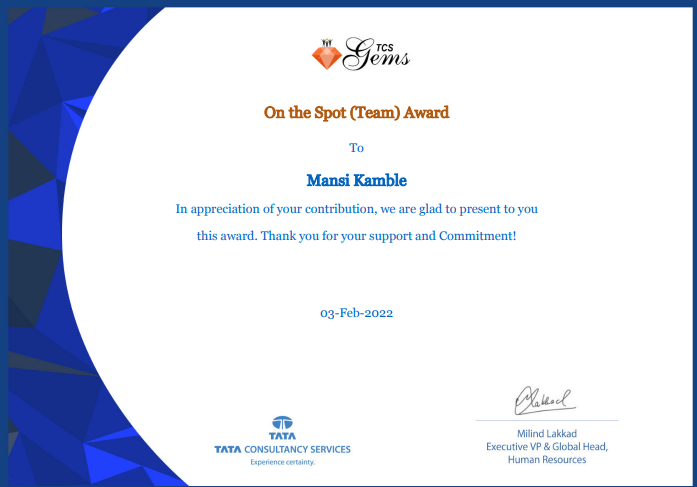 TCS
Gems
On the Spot (Team) Award
To
Mansi Kamble
In appreciation of your contribution, we are glad to present to you
this award. Thank you for your support and Commitment!
03-Feb-2022
TATA
TATA CONSULTANCY SERVICES
Experience certainty.
Lakkad
Milind Lakkad
Executive VP & Global Head,
Human Resources